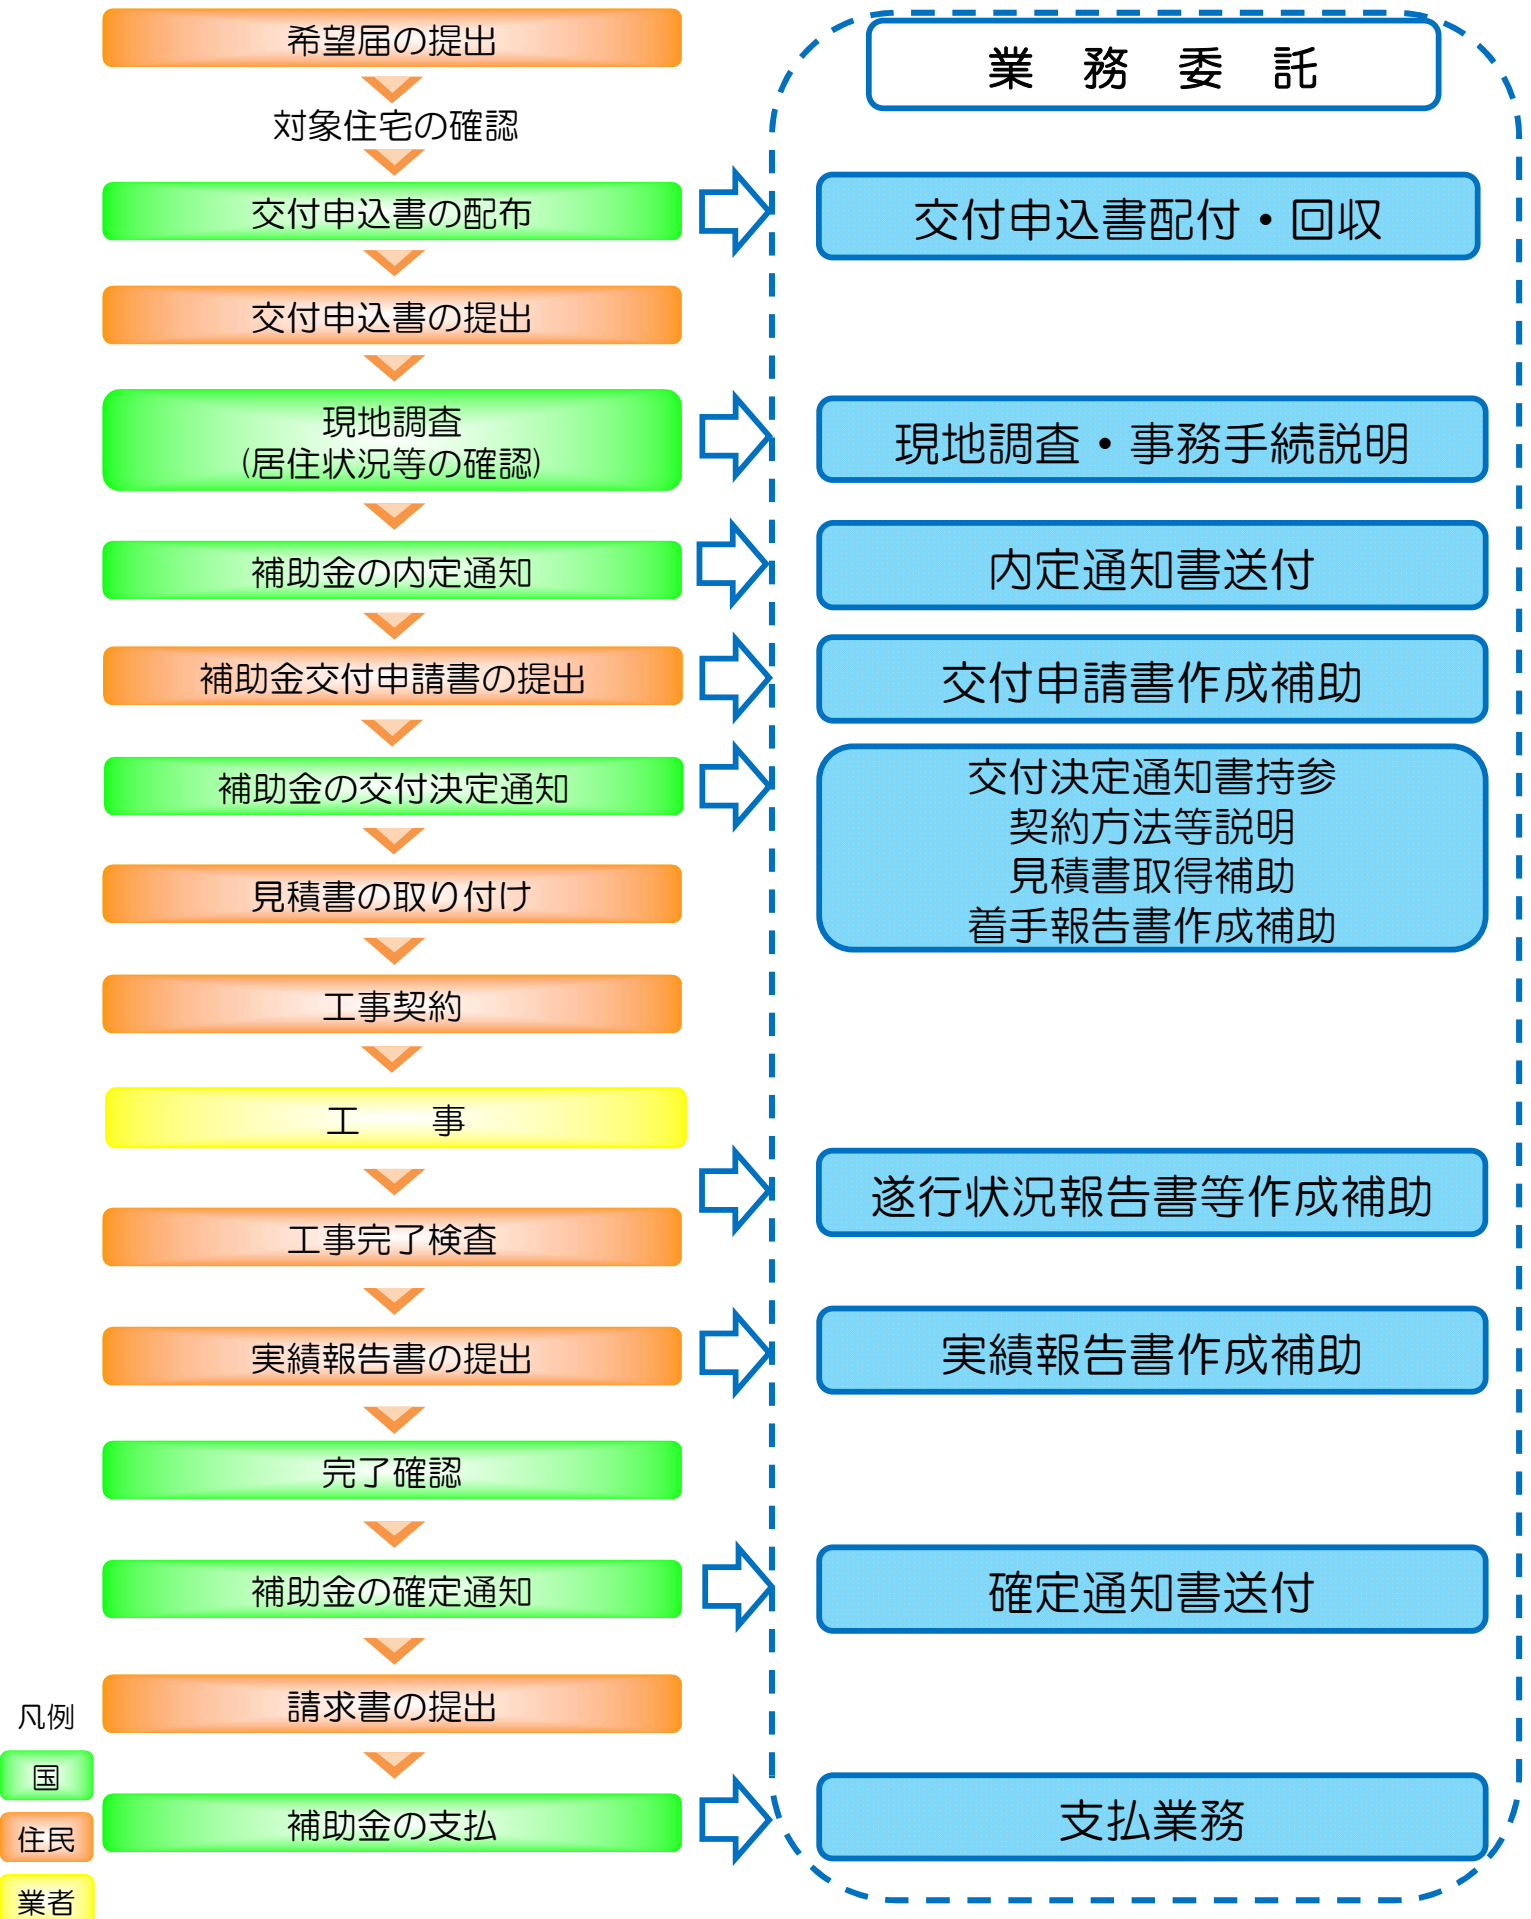 希望届の提出
対象住宅の確認
交付申込書の配布
交付申込書の提出
現地調査
(居住状況等の確認)
補助金の内定通知
補助金交付申請書の提出
補助金の交付決定通知
見積書の取り付け
工事契約
工　　事
工事完了検査
実績報告書の提出
完了確認
補助金の確定通知
請求書の提出
補助金の支払
凡例
国
住民
業者
業　務　委　託
交付申込書配付・回収
現地調査・事務手続説明
内定通知書送付
交付申請書作成補助
交付決定通知書持参
契約方法等説明
見積書取得補助
着手報告書作成補助
遂行状況報告書等作成補助
実績報告書作成補助
確定通知書送付
支払業務